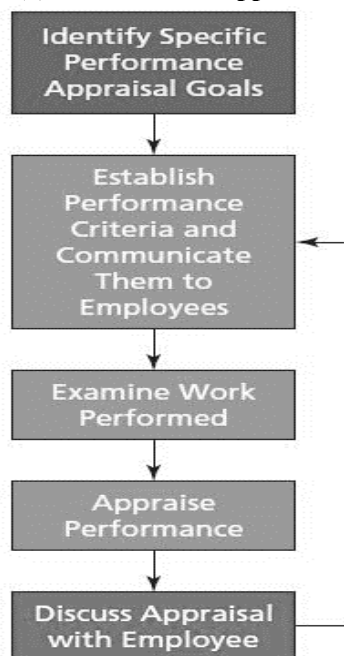 Identify Specific
Performance
Appraisal Goals
Establish
Performance
Criteria and
Communicate
Them to
Employees
Examine Work
Performed
Appraise
Performance
Discuss Appraisal
with Employee